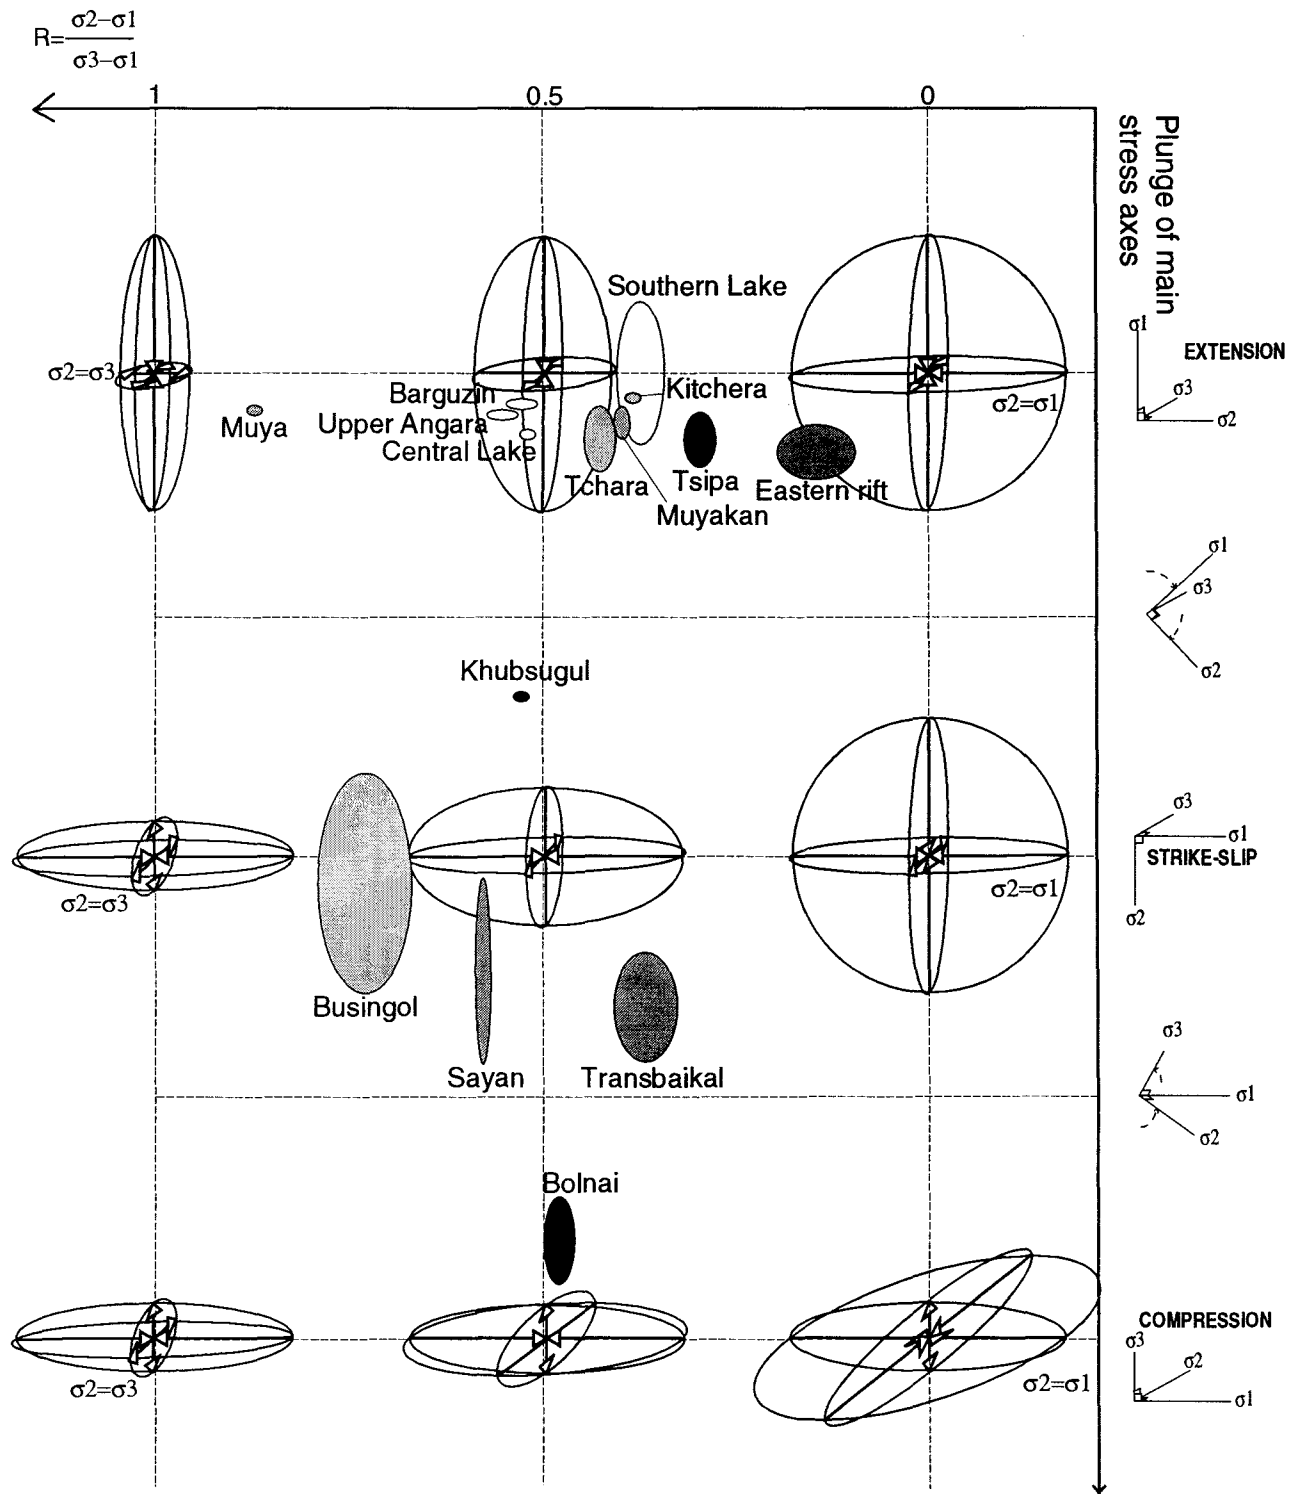 R=
σ2−σ1
σ3−σ1
1
0.5
0
Plunge of main
stress axes
Southern Lake
σ1
EXTENSION
σ2=σ3
Barguzin
Kitchera
σ3
σ2=σ1
σ2
Muya
Upper Angara
Central Lake
Tchara
Tsipa
Eastern rift
Muyakan
σ1
σ3
σ2
Khubsugul
σ3
σ1
STRIKE-SLIP
σ2=σ3
σ2=σ1
σ2
Busingol
Sayan
Transbaikal
σ3
σ1
σ2
Bolnai
COMPRESSION
σ3
σ2
σ2=σ3
σ2=σ1
σ1